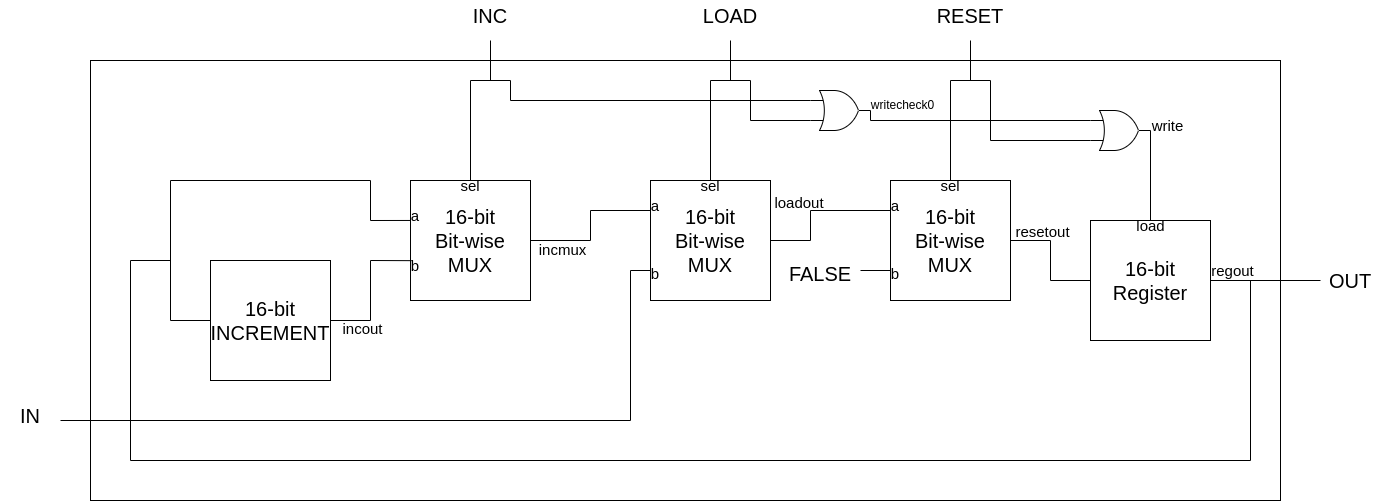 INC
LOAD
RESET
writecheck0
write
sel
sel
sel
a
16-bit
Bit-wise
MUX
b
a
16-bit
Bit-wise
MUX
b
a
16-bit
Bit-wise
MUX
b
incmux
loadout
FALSE
resetout
load
16-bit
Register
regout
OUT
16-bit
INCREMENT
incout
IN